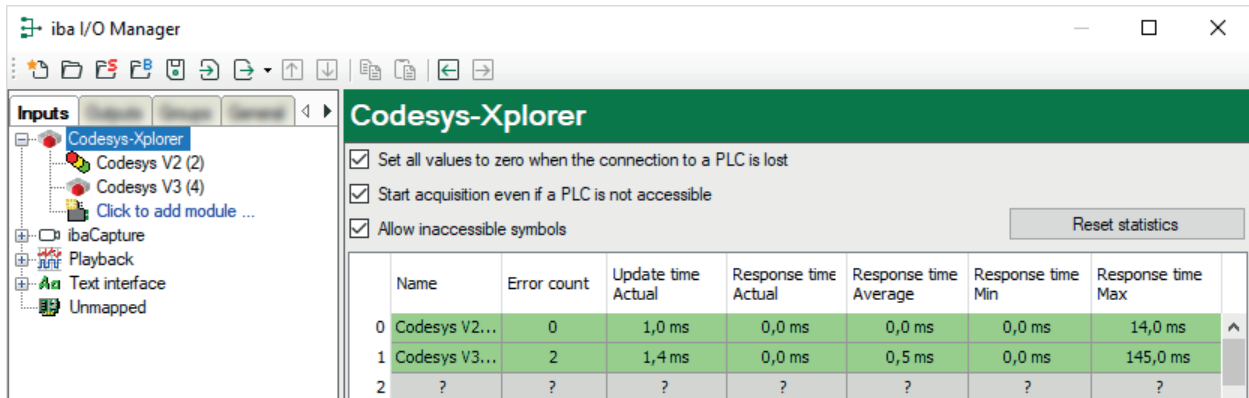 iba I/O Manager
Inputs
Codesys-Xplorer
Codesys V2 (2)
Codesys V3 (4)
Click to add module ...
ibaCapture
Playback
Text interface
Unmapped
Codesys-Xplorer
Set all values to zero when the connection to a PLC is lost
Start acquisition even if a PLC is not accessible
Allow inaccessible symbols
Reset statistics
Name Error count Update time Actual Response time Actual Response time Average Response time Min Response time Max
0 Codesys V2... 0 1,0 ms 0,0 ms 0,0 ms 0,0 ms 14,0 ms
1 Codesys V3... 2 1,4 ms 0,0 ms 0,5 ms 0,0 ms 145,0 ms
2 ? ? ? ? ? ? ?